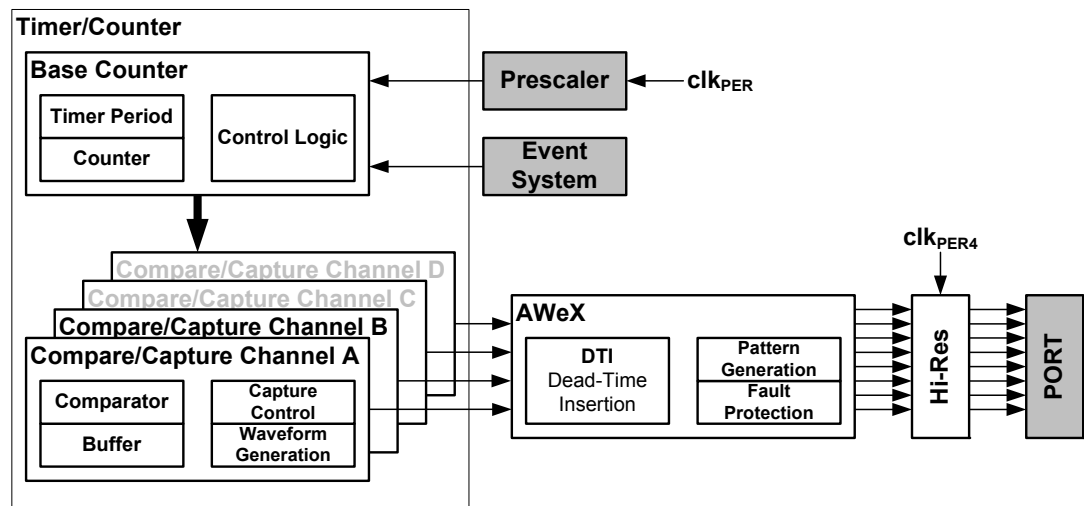 Timer/Counter
Base Counter
Timer Period
Counter
Control Logic
Prescaler
clkPER
Event
System
Compare/Capture Channel D
Compare/Capture Channel C
Compare/Capture Channel B
Compare/Capture Channel A
Comparator
Buffer
Capture
Control
Waveform
Generation
AWeX
DTI
Dead-Time
Insertion
Pattern
Generation
Fault
Protection
clkPER4
Hi-Res
PORT